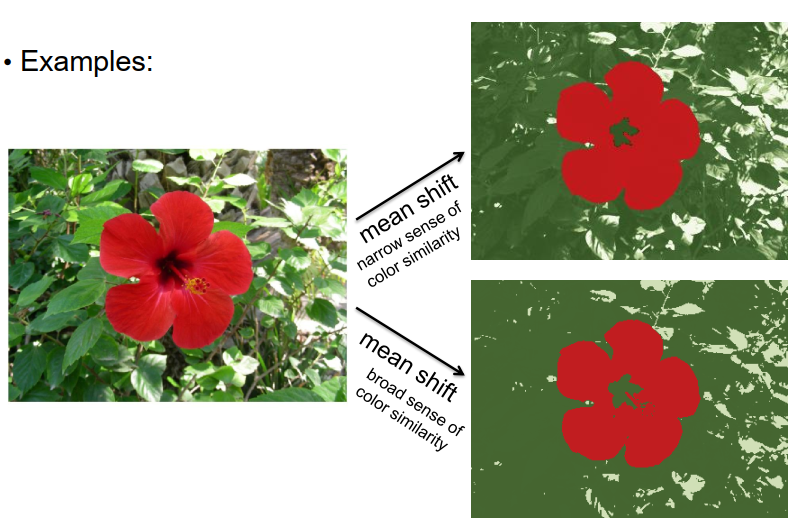 • Examples:
mean shift
narrow sense of
color similarity
mean shift
broad sense of
color similarity